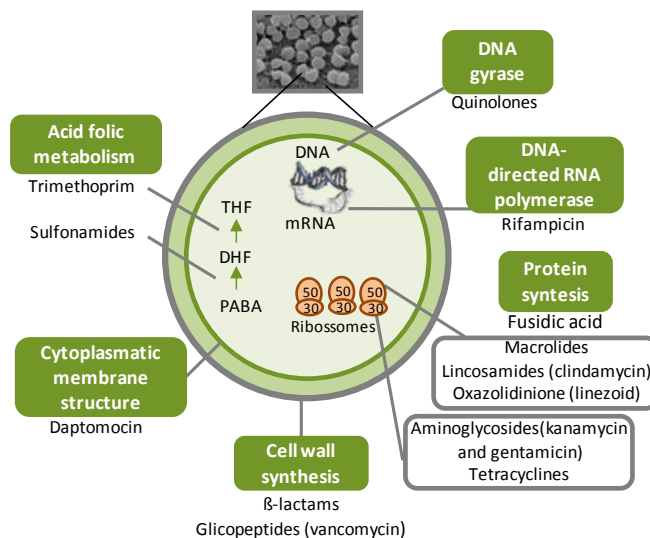 DNA
gyrase
Quinolones
Acid folic
metabolism
Trimethoprim
Sulfonamides
DNA-
directed RNA
polymerase
Rifampicin
DNA
mRNA
THF
DHF
PABA
50 50 50
30 30 30
Ribossomes
Protein
syntesis
Fusidic acid
Macrolides
Lincosamides (clindamycin)
Oxazolidinione (linezoid)
Aminoglycosides(kanamycin
and gentamicin)
Tetracyclines
Cytoplasmatic
membrane
structure
Daptomocin
Cell wall
synthesis
ß-lactams
Glicopeptides (vancomycin)